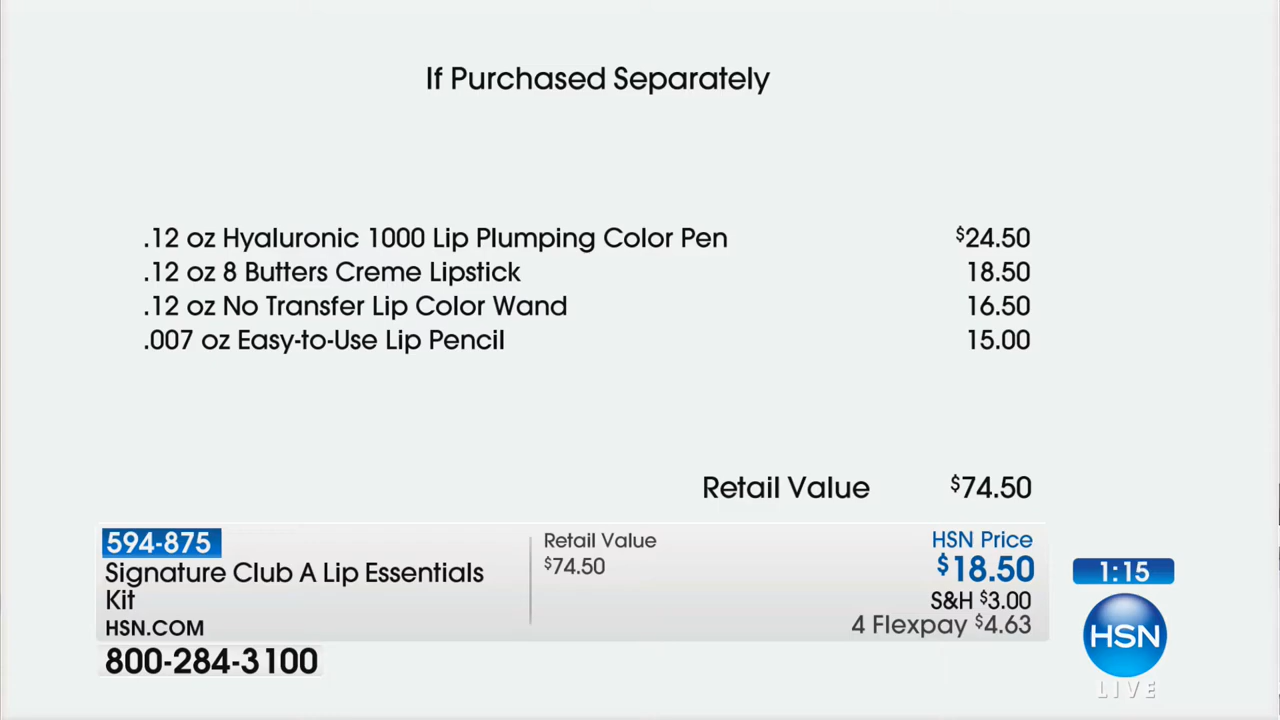 If Purchased Separately
.12 oz Hyaluronic 1000 Lip Plumping Color Pen $24.50
.12 oz 8 Butters Creme Lipstick 18.50
.12 oz No Transfer Lip Color Wand 16.50
.007 oz Easy-to-Use Lip Pencil 15.00
Retail Value $74.50
594-875
Signature Club A Lip Essentials
Kit
HSN.COM
800-284-3100
Retail Value
$74.50
HSN Price
$18.50
S&H $3.00
4 Flexpay $4.63
1:15
HSN
LIVE